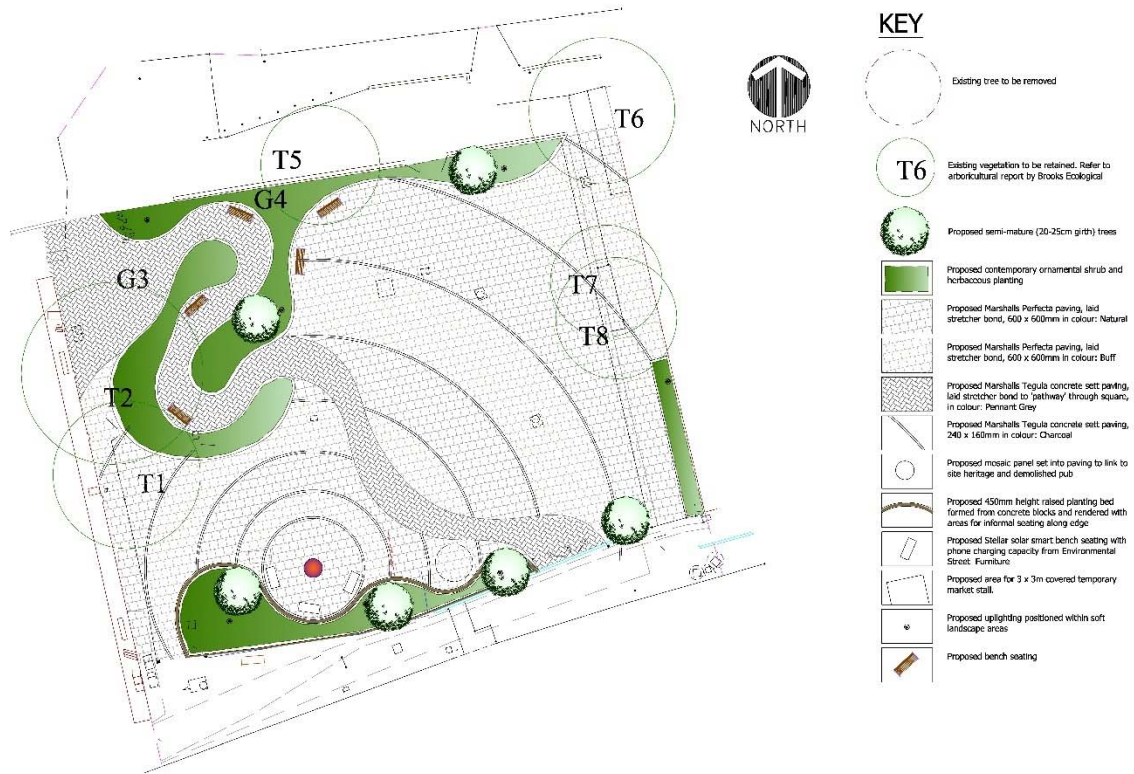 KEY
Existing tree to be removed
T6
Existing vegetation to be retained. Refer to
arboricultural report by Brooks Ecological
Proposed semi-mature (20-25cm girth) trees
Proposed contemporary ornamental shrub and
herbaceous planting
Proposed Marshalls Perfecta paving, laid
stretcher bond, 600 x 600mm in colour: Natural
Proposed Marshalls Perfecta paving, laid
stretcher bond, 600 x 600mm in colour: Buff
Proposed Marshalls Tegula concrete sett paving,
laid stretcher bond to 'pathway' through square,
in colour: Pennant Grey
Proposed Marshalls Tegula concrete sett paving,
240 x 160mm in colour: Charcoal
Proposed mosaic panel set into paving to link to
site heritage and demolished pub
Proposed 450mm height raised planting bed
formed from concrete blocks and rendered with
areas for informal seating along edge
Proposed Stellar solar smart bench seating with
phone charging capacity from Environmental
Street Furniture
Proposed area for 3 x 3m covered temporary
market stall.
Proposed uplighting positioned within soft
landscape areas
Proposed bench seating
NORTH
T6
T5
G4
G3
T7
T8
T2
T1